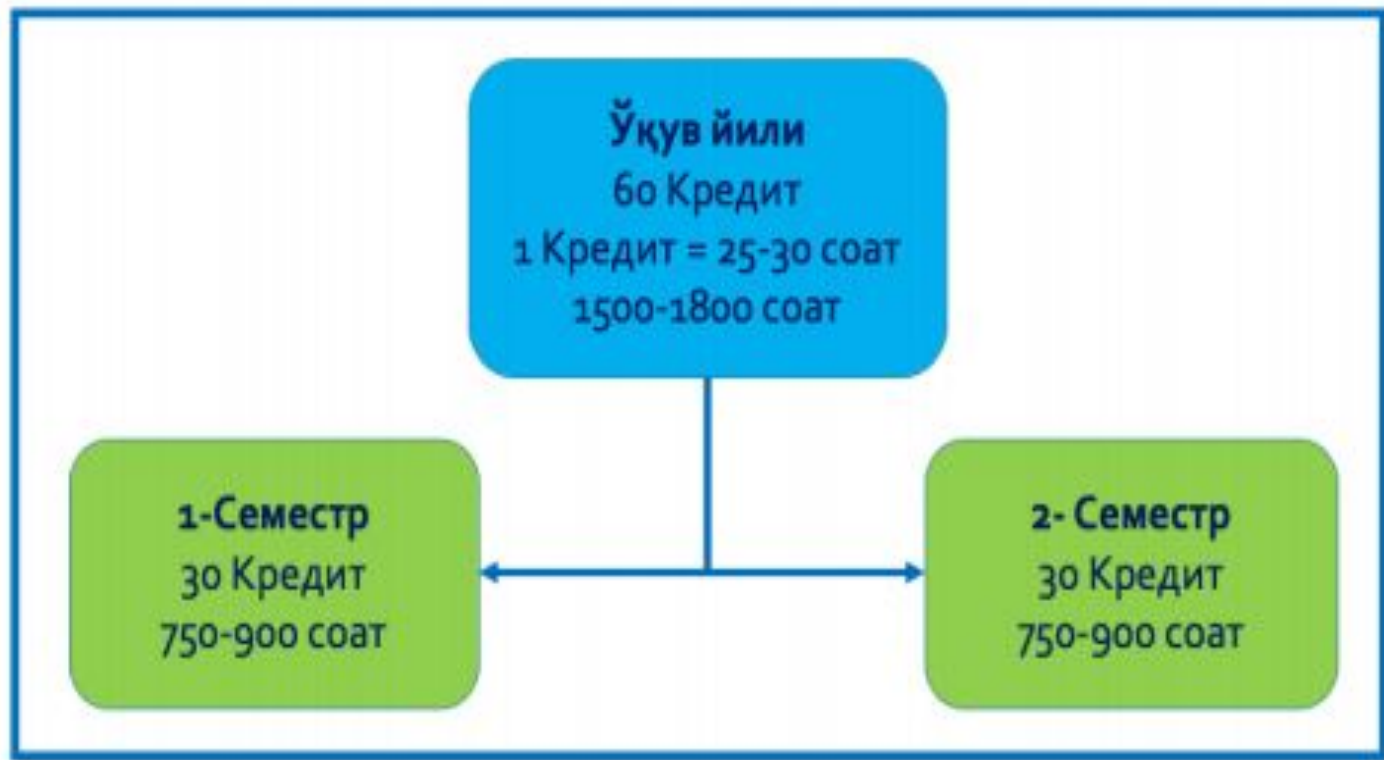 Ўқув йили
60 Кредит
1 Кредит = 25-30 соат
1500-1800 соат
1-Семестр
30 Кредит
750-900 соат
2- Семестр
30 Кредит
750-900 соат